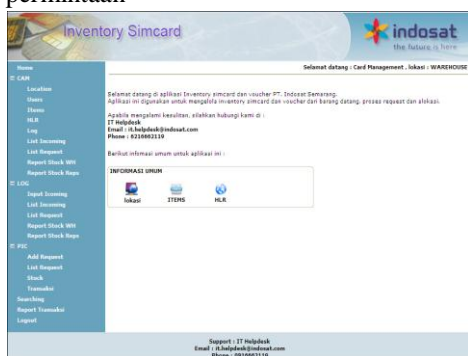 permintaan
Inventory Simcard
indosat
the future is here
Selamat datang : Card Management , lokasi : WAREHOUSE
Home
CAM
Location
Users
Items
HLR
Log
List Incoming
List Request
Report Stock WH
Report Stock Reps
LOG
Input Icoming
List Incoming
List Request
Report Stock WH
Report Stock Reps
PIC
Add Request
List Request
Stock
Transaksi
Searching
Report Transaksi
Logout
Selamat datang di aplikasi Inventory simcard dan voucher PT. Indosat Semarang.
Aplikasi ini digunakan untuk mengelola inventory simcard dan voucher dari barang datang, proses request dan alokasi.
Apabila mengalami kesulitan, silahkan hubungi kami di :
IT Helpdesk
Email : it.helpdesk@indosat.com
Phone : 6216662119
Berikut infomasi umum untuk aplikasi ini :
INFORMASI UMUM
lokasi
ITEMS
HLR
Support : IT Helpdesk
Email : it.helpdesk@indosat.com